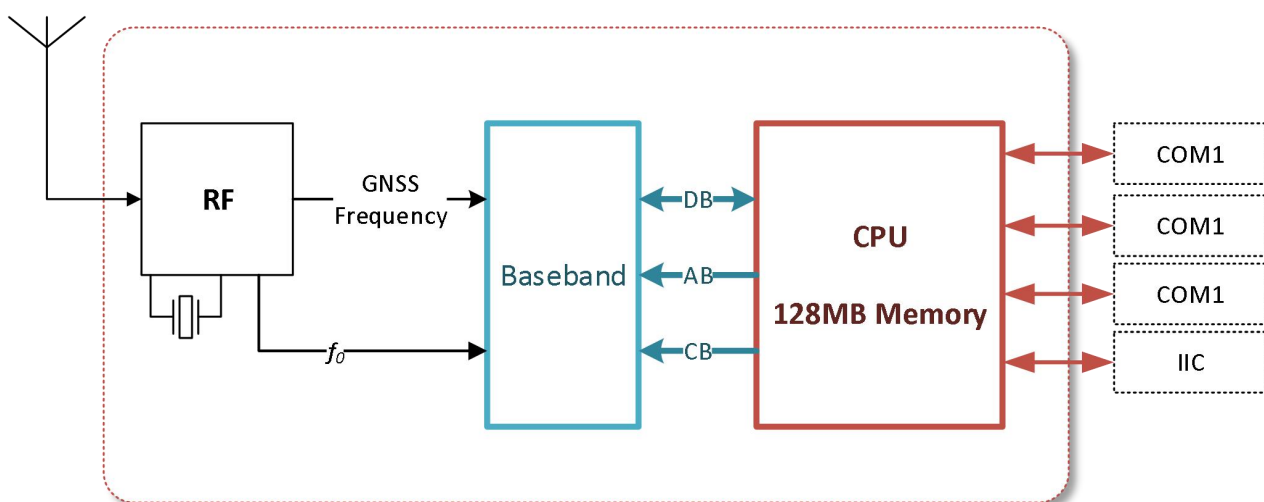 RF
GNSS
Frequency
f0
Baseband
DB
AB
CB
CPU
128MB Memory
COM1
COM1
COM1
IIC